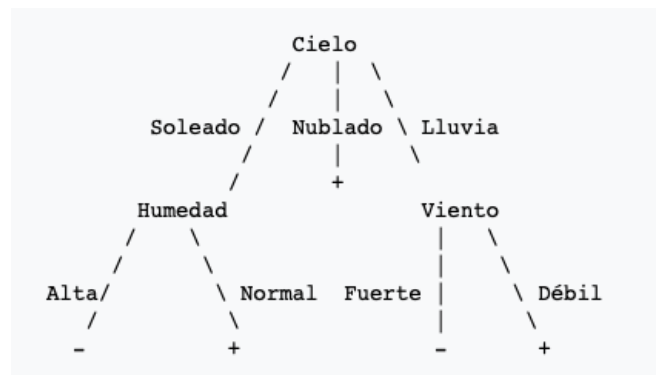 Cielo
Soleado Nublado Lluvia
+
Humedad Viento
Alta Normal Fuerte Débil
- + - +